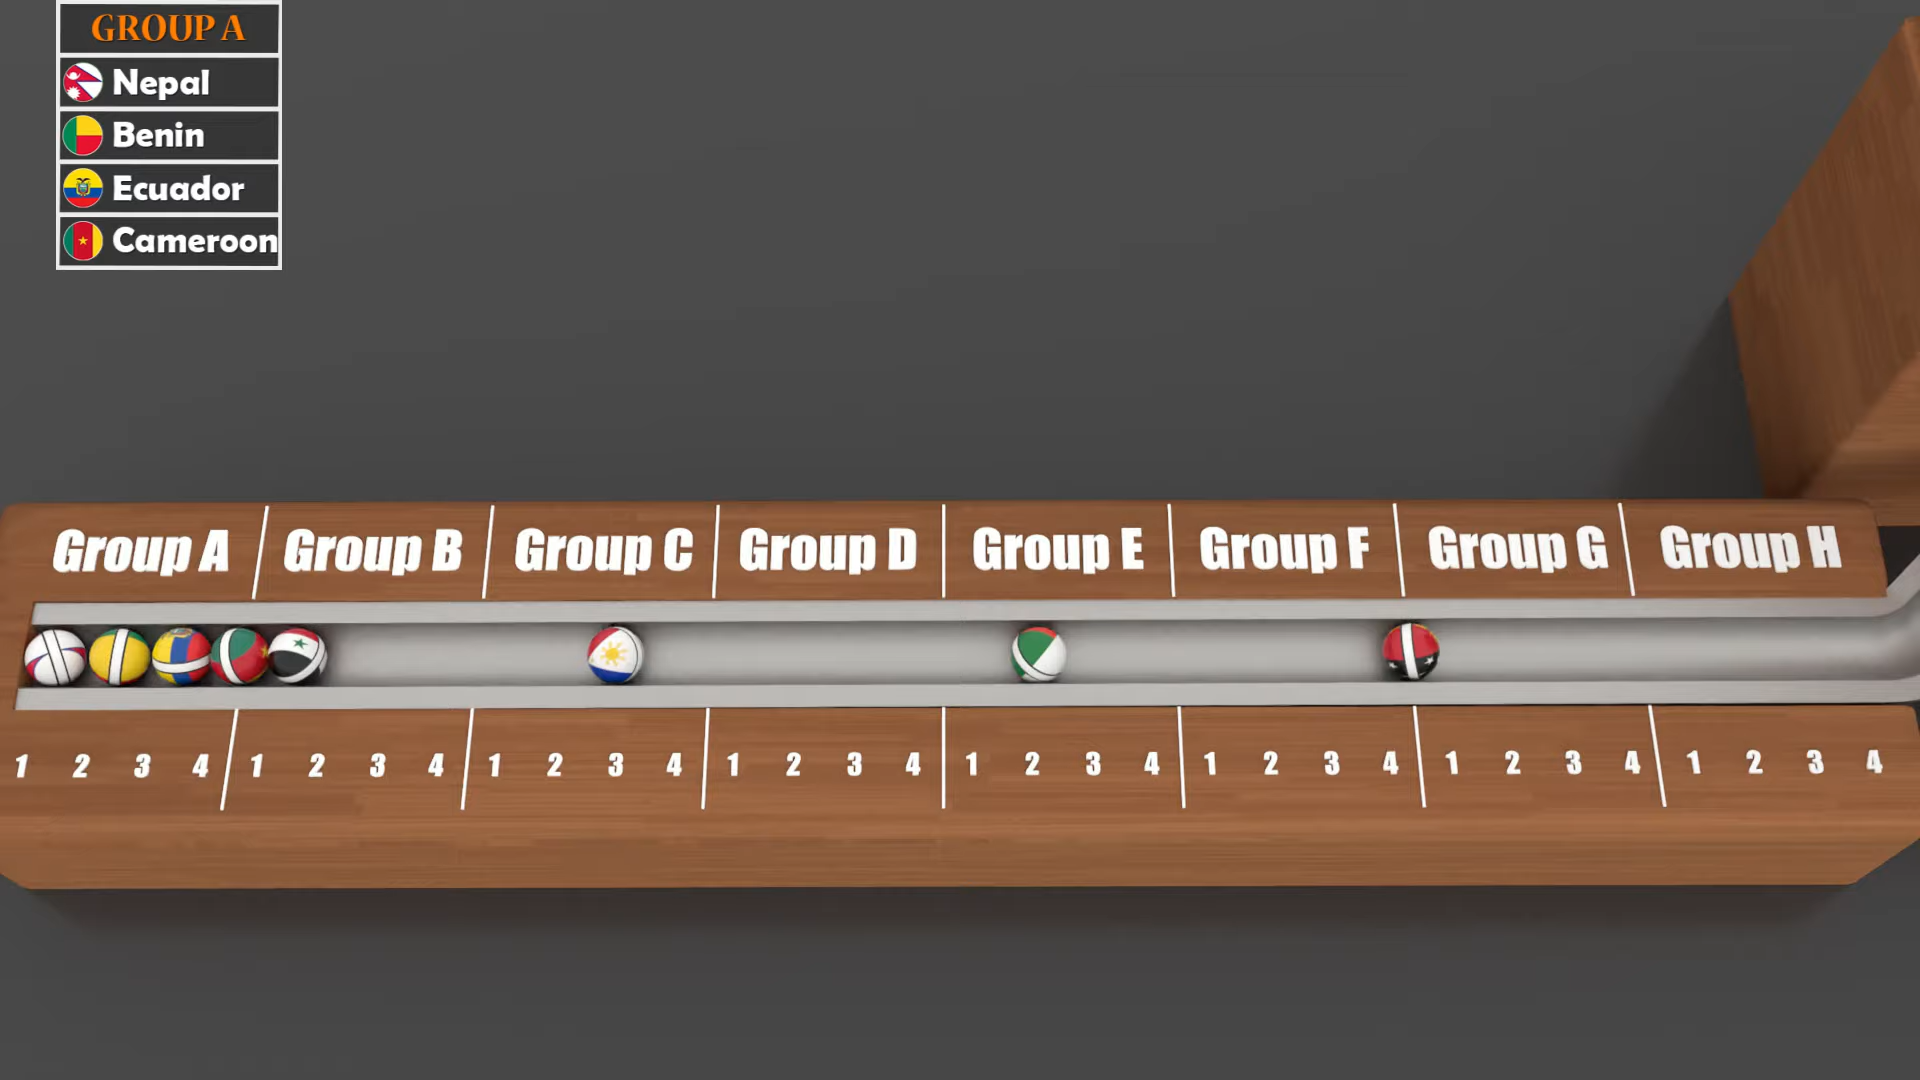 GROUP A
Nepal
Benin
Ecuador
Cameroon
Group A Group B Group C Group D Group E Group F Group G Group H
1 2 3 4 1 2 3 4 1 2 3 4 1 2 3 4 1 2 3 4 1 2 3 4 1 2 3 4 1 2 3 4